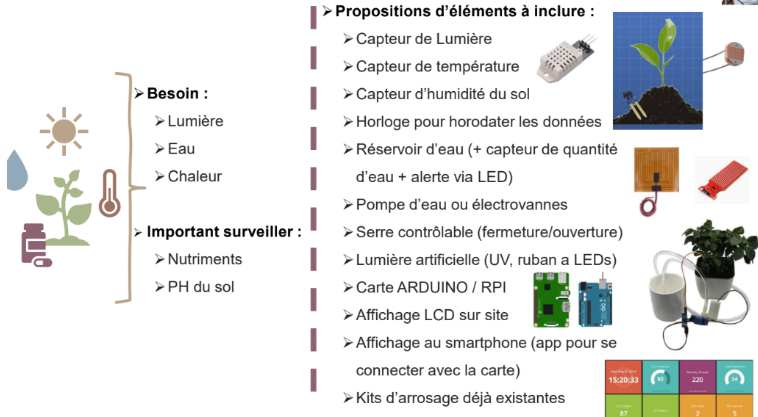 Besoin :
Lumière
Eau
Chaleur
Important surveiller :
Nutriments
PH du sol
Propositions d'éléments à inclure :
Capteur de Lumière
Capteur de température
Capteur d'humidité du sol
Horloge pour horodater les données
Réservoir d'eau (+ capteur de quantité
d'eau + alerte via LED)
Pompe d'eau ou électrovannes
Serre contrôlable (fermeture/ouverture)
Lumière artificielle (UV, ruban a LEDs)
Carte ARDUINO / RPI
Affichage LCD sur site
Affichage au smartphone (app pour se
connecter avec la carte)
Kits d'arrosage déjà existantes
15:20:33
82
220
34
87
2
5